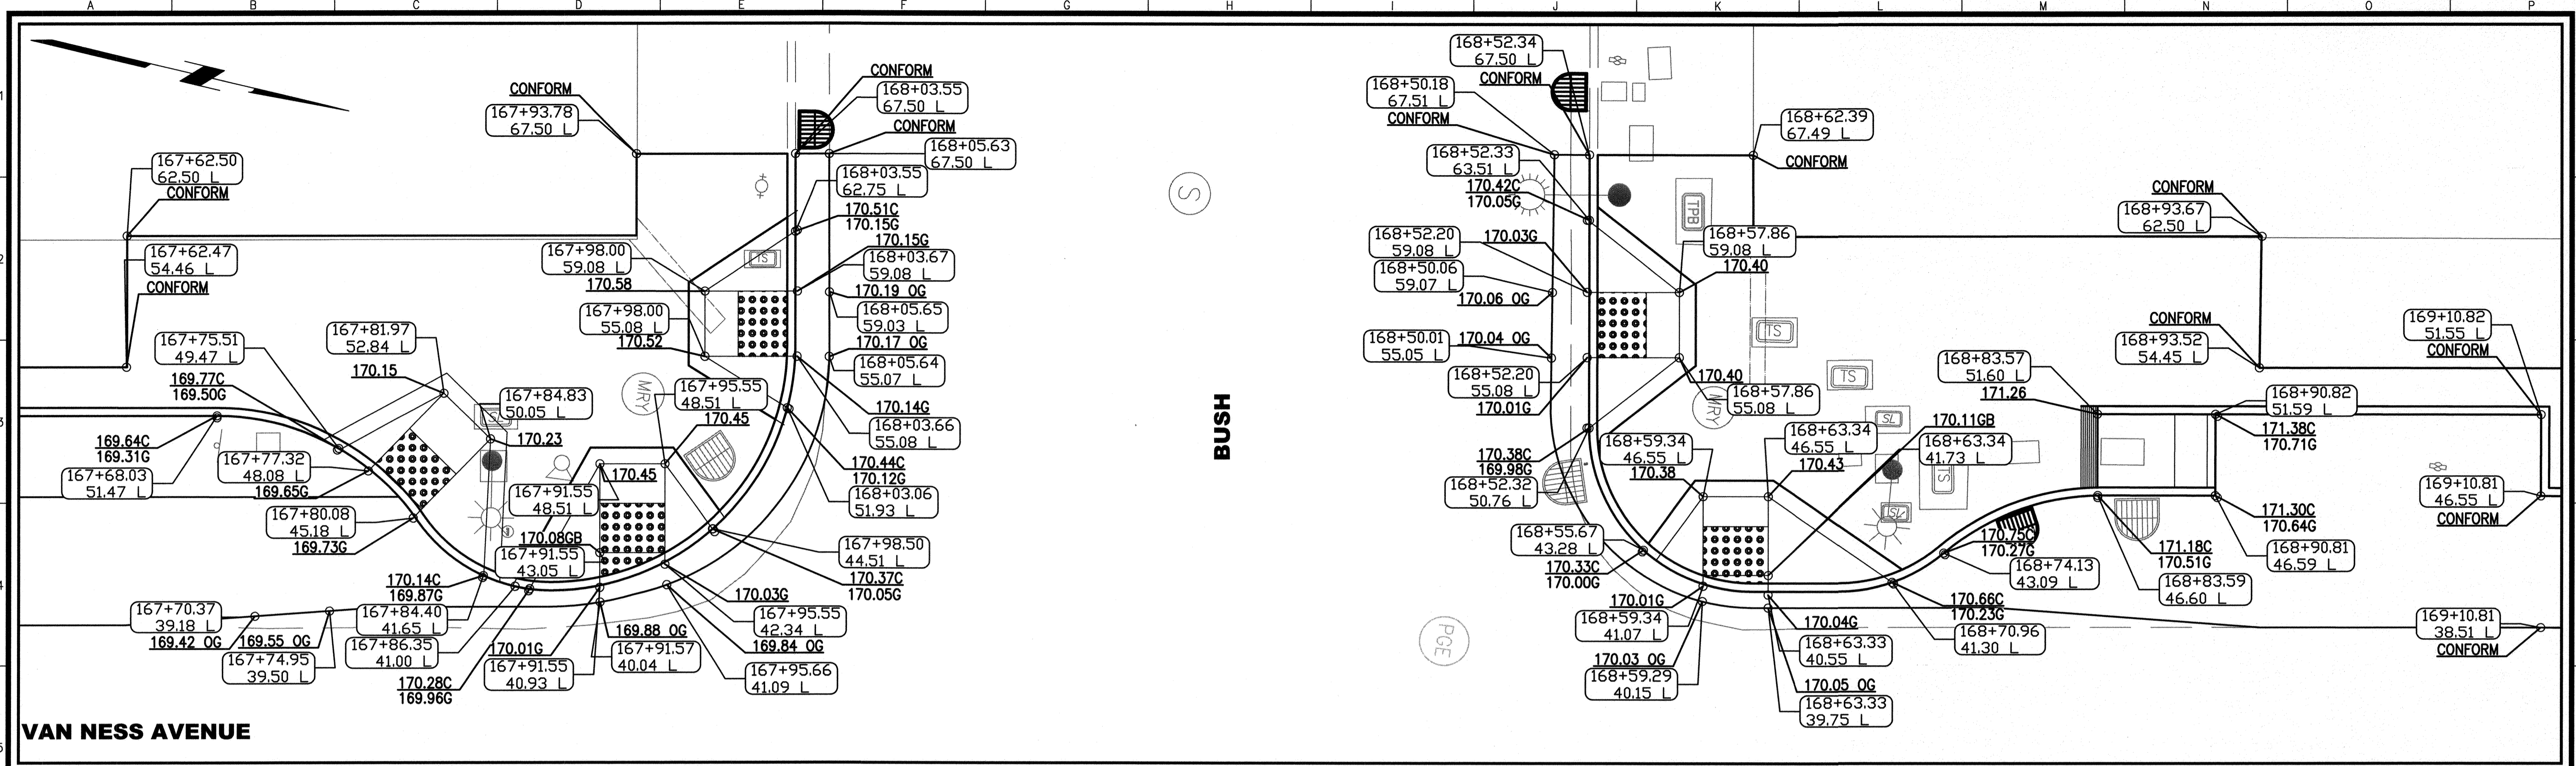 A B C D E F G H I J K L M N O P
1
2
3
4
5
CONFORM
167+93.78
67.50 L
CONFORM
168+03.55
67.50 L
CONFORM
168+05.63
67.50 L
167+62.50
62.50 L
CONFORM
168+03.55
62.75 L
170.51C
170.15G
170.15G
167+62.47
54.46 L
CONFORM
167+98.00
59.08 L
170.58
TS
168+03.67
59.08 L
170.19 OG
168+05.65
59.03 L
167+98.00
55.08 L
170.52
170.17 OG
168+05.64
55.07 L
167+75.51
49.47 L
169.77C
169.50G
167+81.97
52.84 L
170.15
167+84.83
50.05 L
170.23
MRY
167+95.55
48.51 L
170.45
170.14G
168+03.66
55.08 L
169.64C
169.31G
167+68.03
51.47 L
167+77.32
48.08 L
169.65G
170.45
167+91.55
48.51 L
170.44C
170.12G
168+03.06
51.93 L
167+80.08
45.18 L
169.73G
170.08GB
167+91.55
43.05 L
167+98.50
44.51 L
170.37C
170.05G
170.14C
169.87G
167+84.40
41.65 L
170.03G
167+95.55
42.34 L
169.84 OG
167+70.37
39.18 L
169.42 OG
169.55 OG
167+74.95
39.50 L
167+86.35
41.00 L
170.28C
169.96G
170.01G
167+91.55
40.93 L
169.88 OG
167+91.57
40.04 L
167+95.66
41.09 L
VAN NESS AVENUE
S
BUSH
PGE
168+52.34
67.50 L
CONFORM
168+50.18
67.51 L
CONFORM
168+62.39
67.49 L
CONFORM
168+52.33
63.51 L
170.42C
170.05G
TPB
168+52.20
59.08 L
170.03G
168+57.86
59.08 L
170.40
168+50.06
59.07 L
170.06 OG
TS
168+50.01
55.05 L
170.04 OG
168+52.20
55.08 L
170.01G
170.40
168+57.86
55.08 L
MRY
TS
CONFORM
168+93.67
62.50 L
CONFORM
168+93.52
54.45 L
169+10.82
51.55 L
CONFORM
168+83.57
51.60 L
171.26
168+90.82
51.59 L
171.38C
170.71G
SL
170.11GB
168+63.34
41.73 L
TS
SL
170.38C
169.98G
168+52.32
50.76 L
168+59.34
46.55 L
170.38
168+63.34
46.55 L
170.43
169+10.81
46.55 L
CONFORM
171.30C
170.64G
168+90.81
46.59 L
171.18C
170.51G
168+83.59
46.60 L
170.75C
170.27G
168+74.13
43.09 L
168+55.67
43.28 L
170.33C
170.00G
170.01G
168+59.34
41.07 L
170.03 OG
168+59.29
40.15 L
170.04G
168+63.33
40.55 L
170.05 OG
168+63.33
39.75 L
170.66C
170.23G
168+70.96
41.30 L
169+10.81
38.51 L
CONFORM